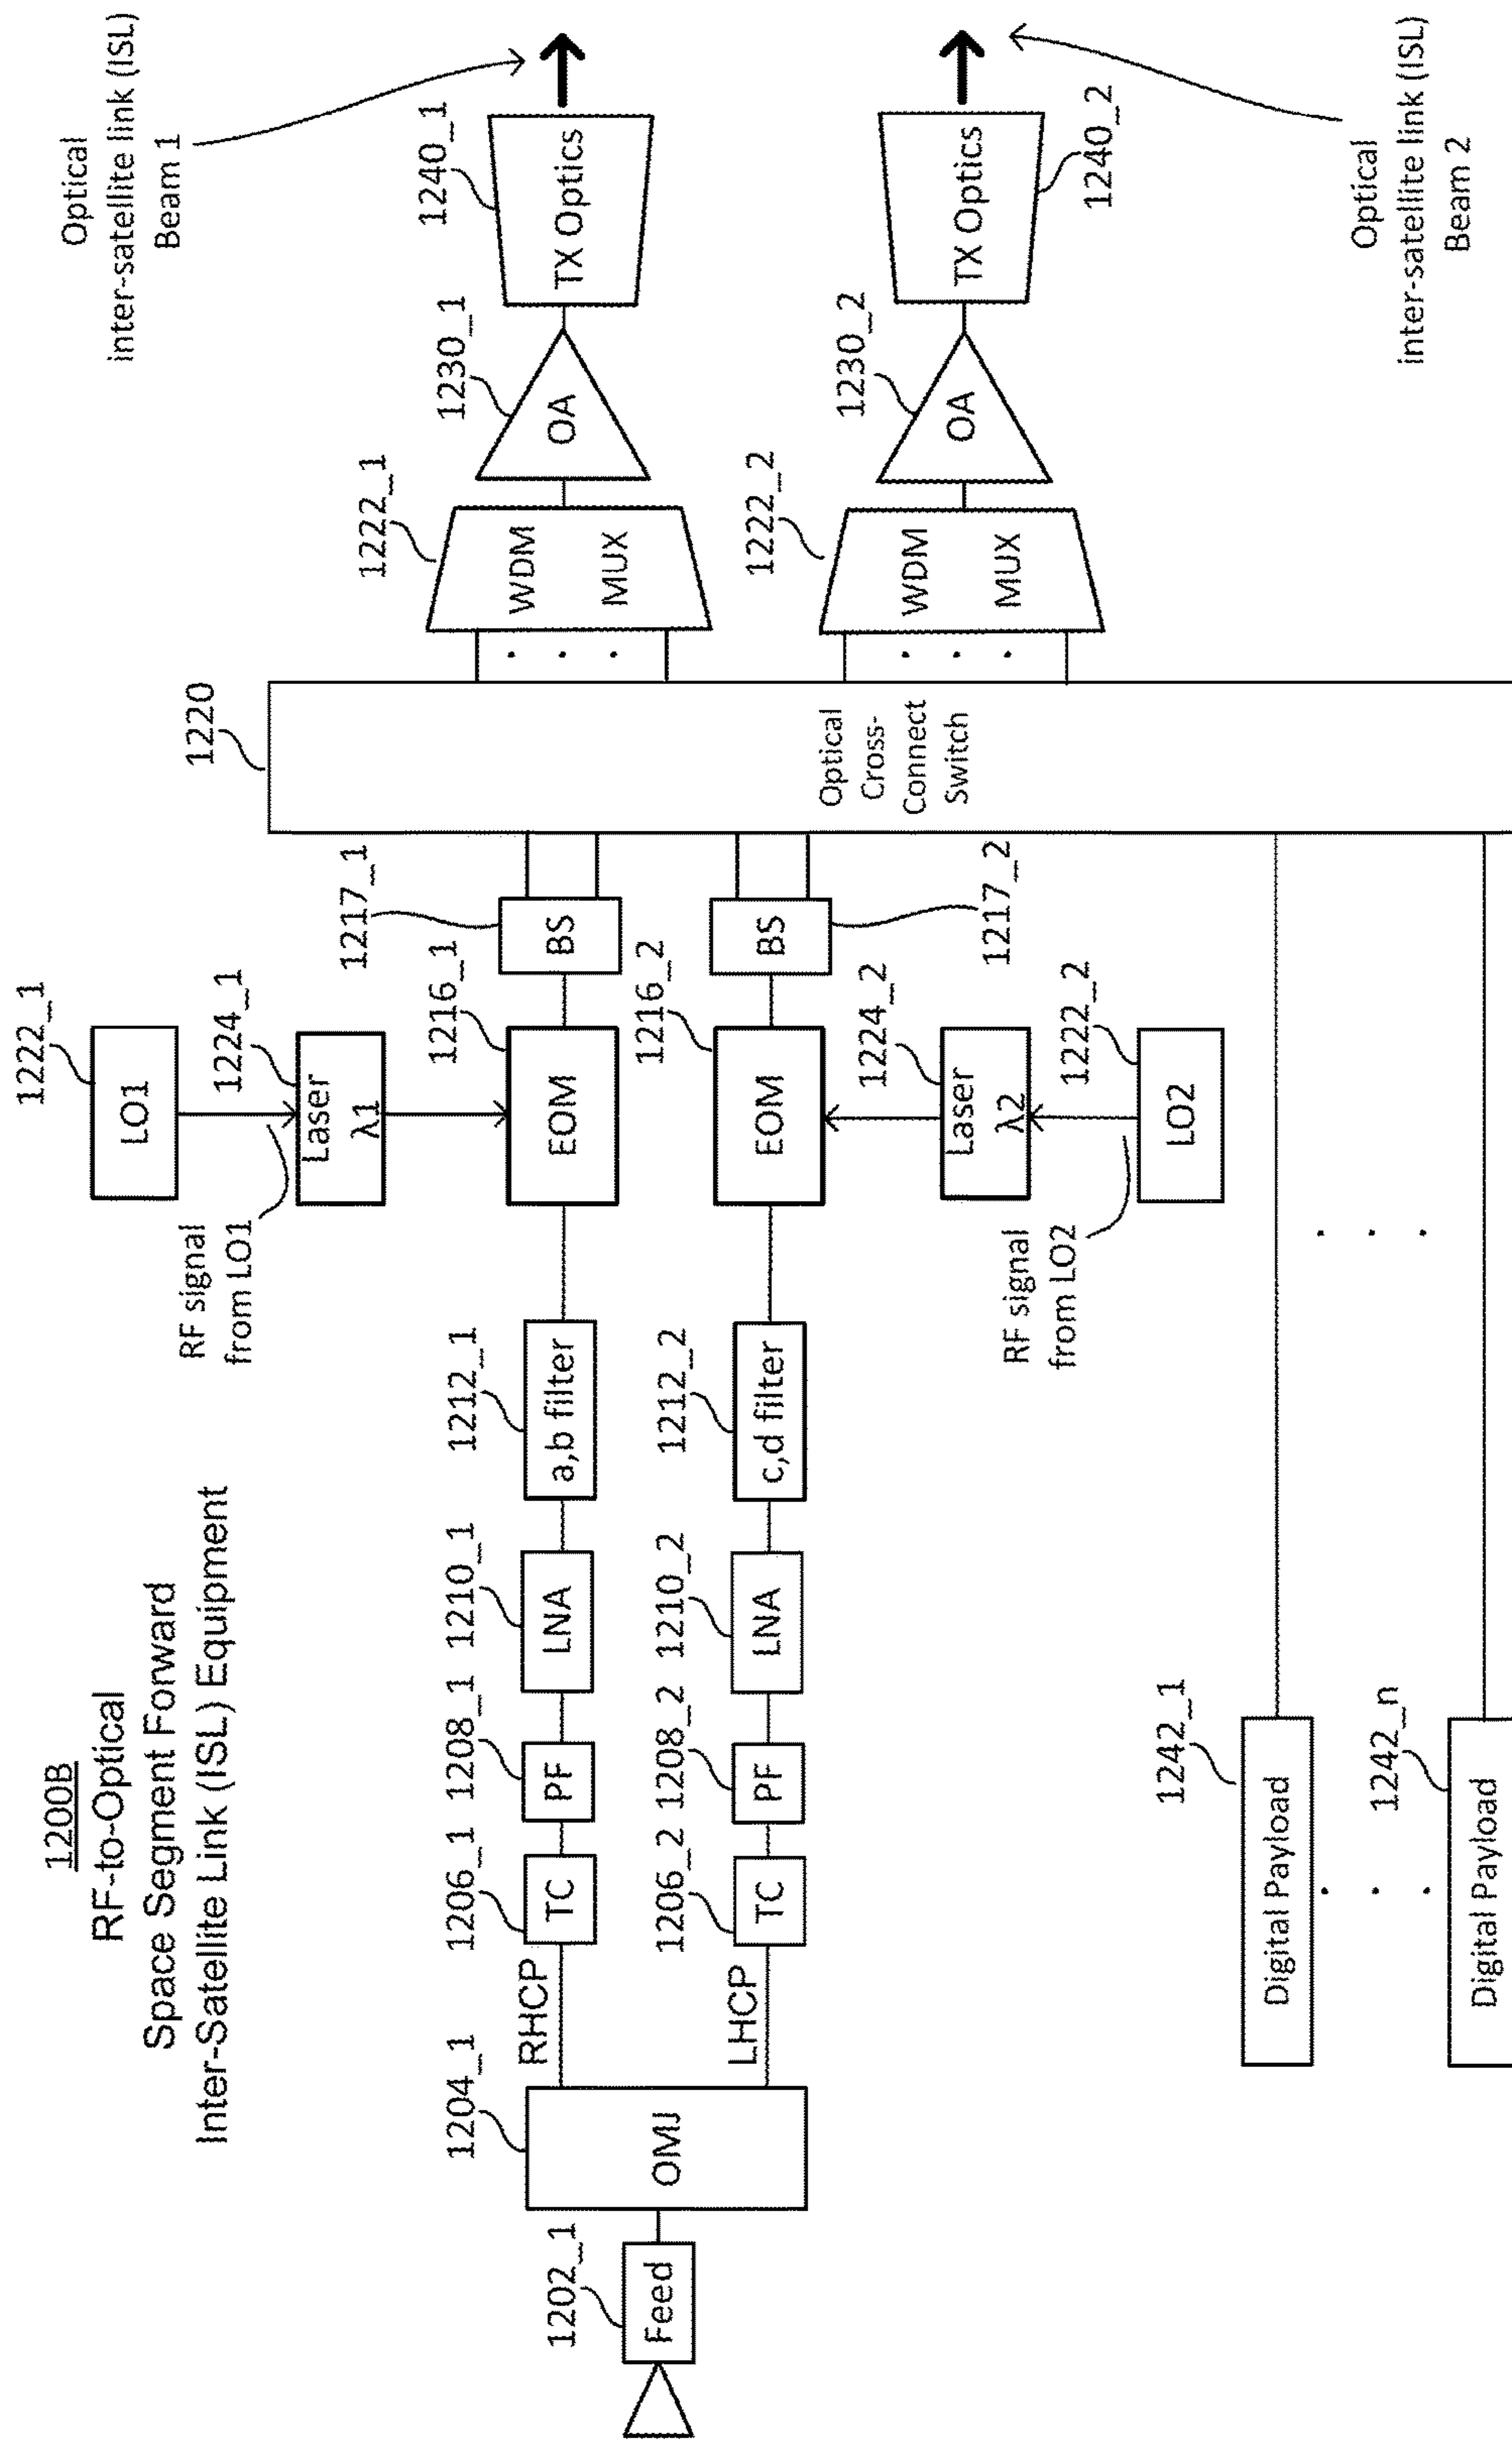 1200B
RF-to-Optical
Space Segment Forward
Inter-Satellite Link (ISL) Equipment
Optical
inter-satellite link (ISL)
Beam 1
1222_1
LO1
RF signal
from LO1
1224_1
Laser
λ1
1220
Optical
Cross-
Connect
Switch
1202_1
Feed
1204_1
OMJ
RHCP
1206_1
TC
1208_1
PF
1210_1
LNA
1212_1
a,b filter
1216_1
EOM
1217_1
BS
1222_1
WDM
MUX
1230_1
OA
1240_1
TX Optics
LHCP
1206_2
TC
1208_2
PF
1210_2
LNA
1212_2
c,d filter
1216_2
EOM
1217_2
BS
1222_2
WDM
MUX
1230_2
OA
1240_2
TX Optics
1224_2
Laser
λ2
RF signal
from LO2
1222_2
LO2
Optical
inter-satellite link (ISL)
Beam 2
1242_1
Digital Payload
1242_n
Digital Payload